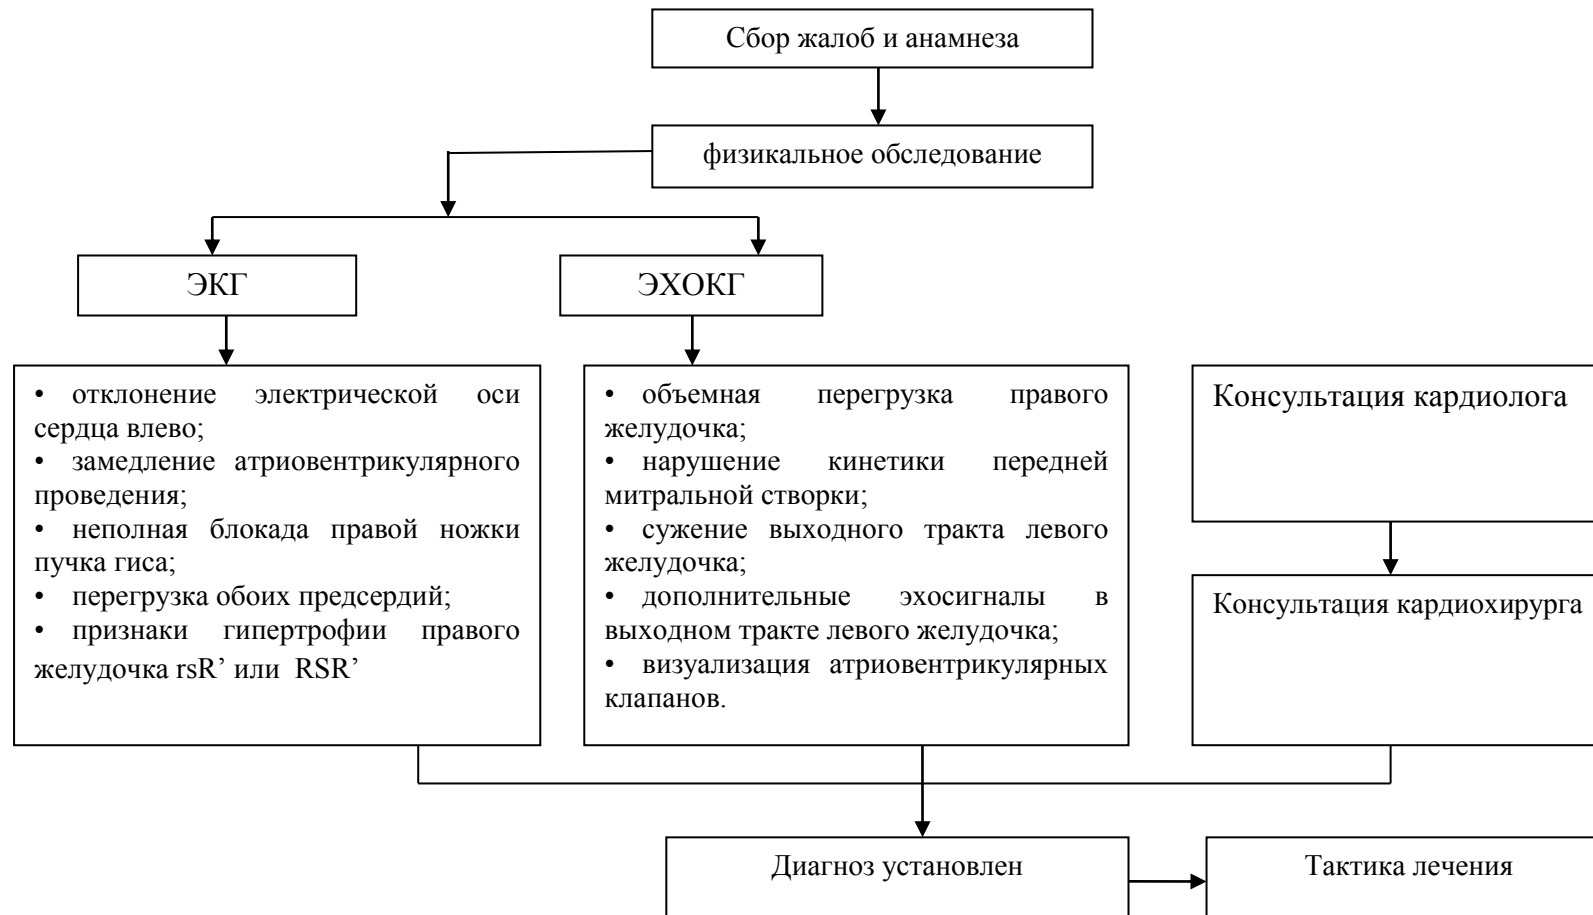 Сбор жалоб и анамнеза
физикальное обследование
ЭКГ
ЭХОКГ
• отклонение электрической оси
сердца влево;
• замедление атриовентрикулярного
проведения;
• неполная блокада правой ножки
пучка гиса;
• перегрузка обоих предсердий;
• признаки гипертрофии правого
желудочка rsR’ или RSR’
• объемная перегрузка правого
желудочка;
• нарушение кинетики передней
митральной створки;
• сужение выходного тракта левого
желудочка;
• дополнительные эхосигналы в
выходном тракте левого желудочка;
• визуализация атриовентрикулярных
клапанов.
Консультация кардиолога
Консультация кардиохирурга
Диагноз установлен
Тактика лечения